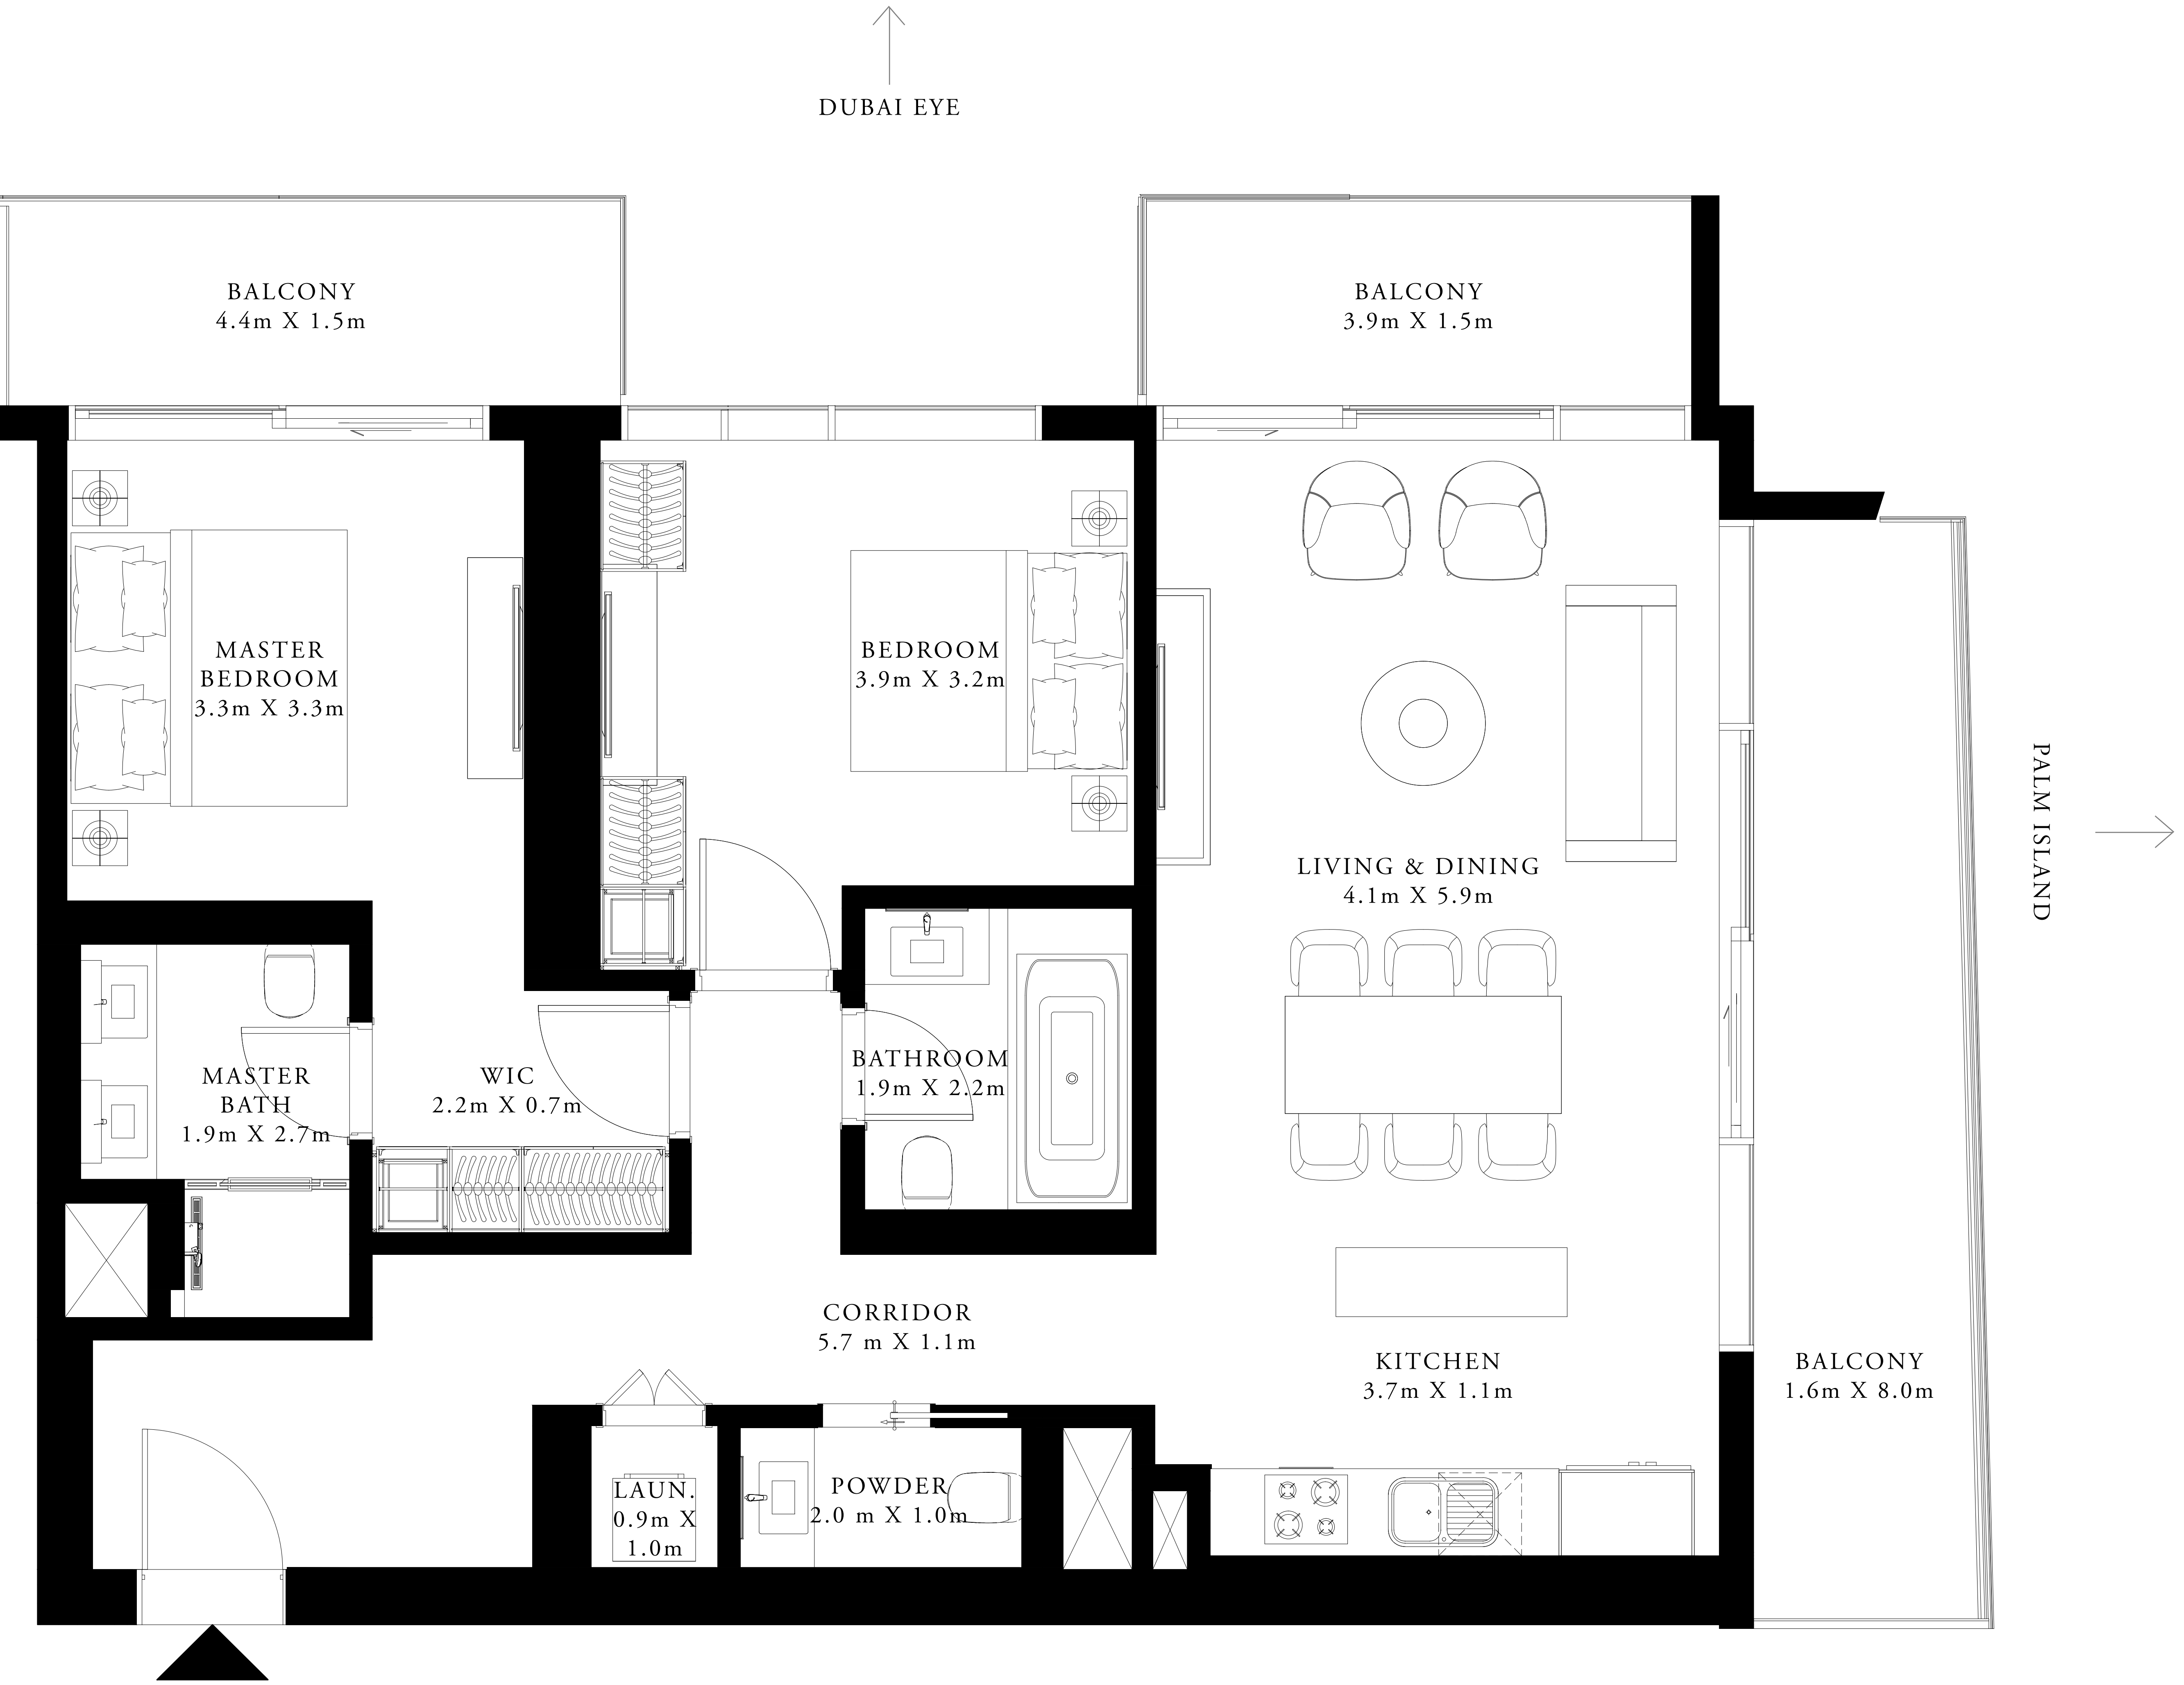 DUBAI EYE
BALCONY
4.4m X 1.5m
BALCONY
3.9m X 1.5m
MASTER
BEDROOM
3.3m X 3.3m
BEDROOM
3.9m X 3.2m
LIVING & DINING
4.1m X 5.9m
PALM ISLAND
MASTER
BATH
1.9m X 2.7m
WIC
2.2m X 0.7m
BATHROOM
1.9m X 2.2m
CORRIDOR
5.7 m X 1.1m
KITCHEN
3.7m X 1.1m
BALCONY
1.6m X 8.0m
LAUN.
0.9m X
1.0m
POWDER
2.0 m X 1.0m